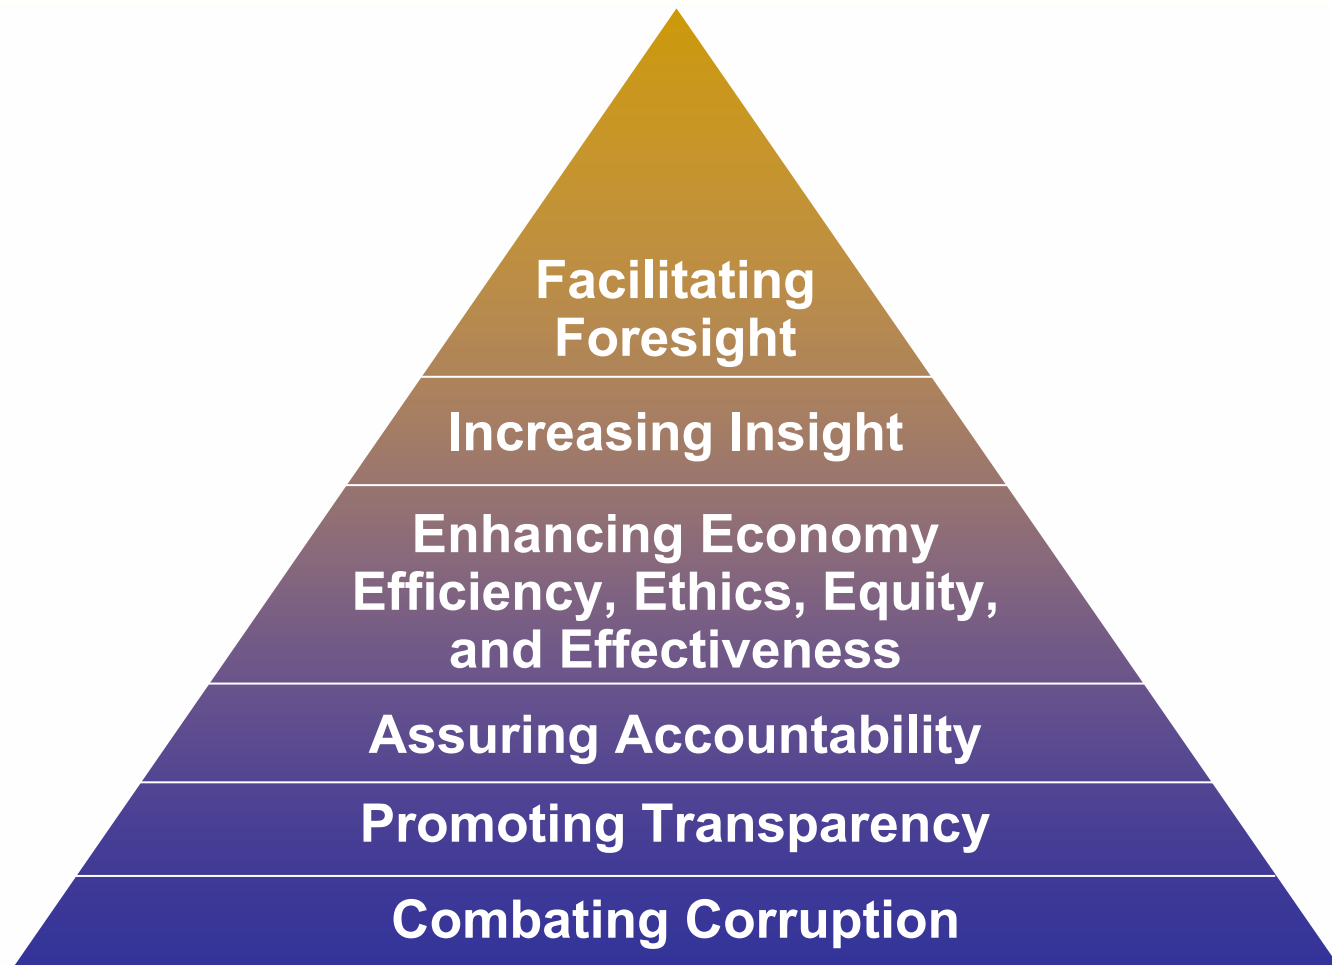 Facilitating
Foresight
Increasing Insight
Enhancing Economy
Efficiency, Ethics, Equity,
and Effectiveness
Assuring Accountability
Promoting Transparency
Combating Corruption